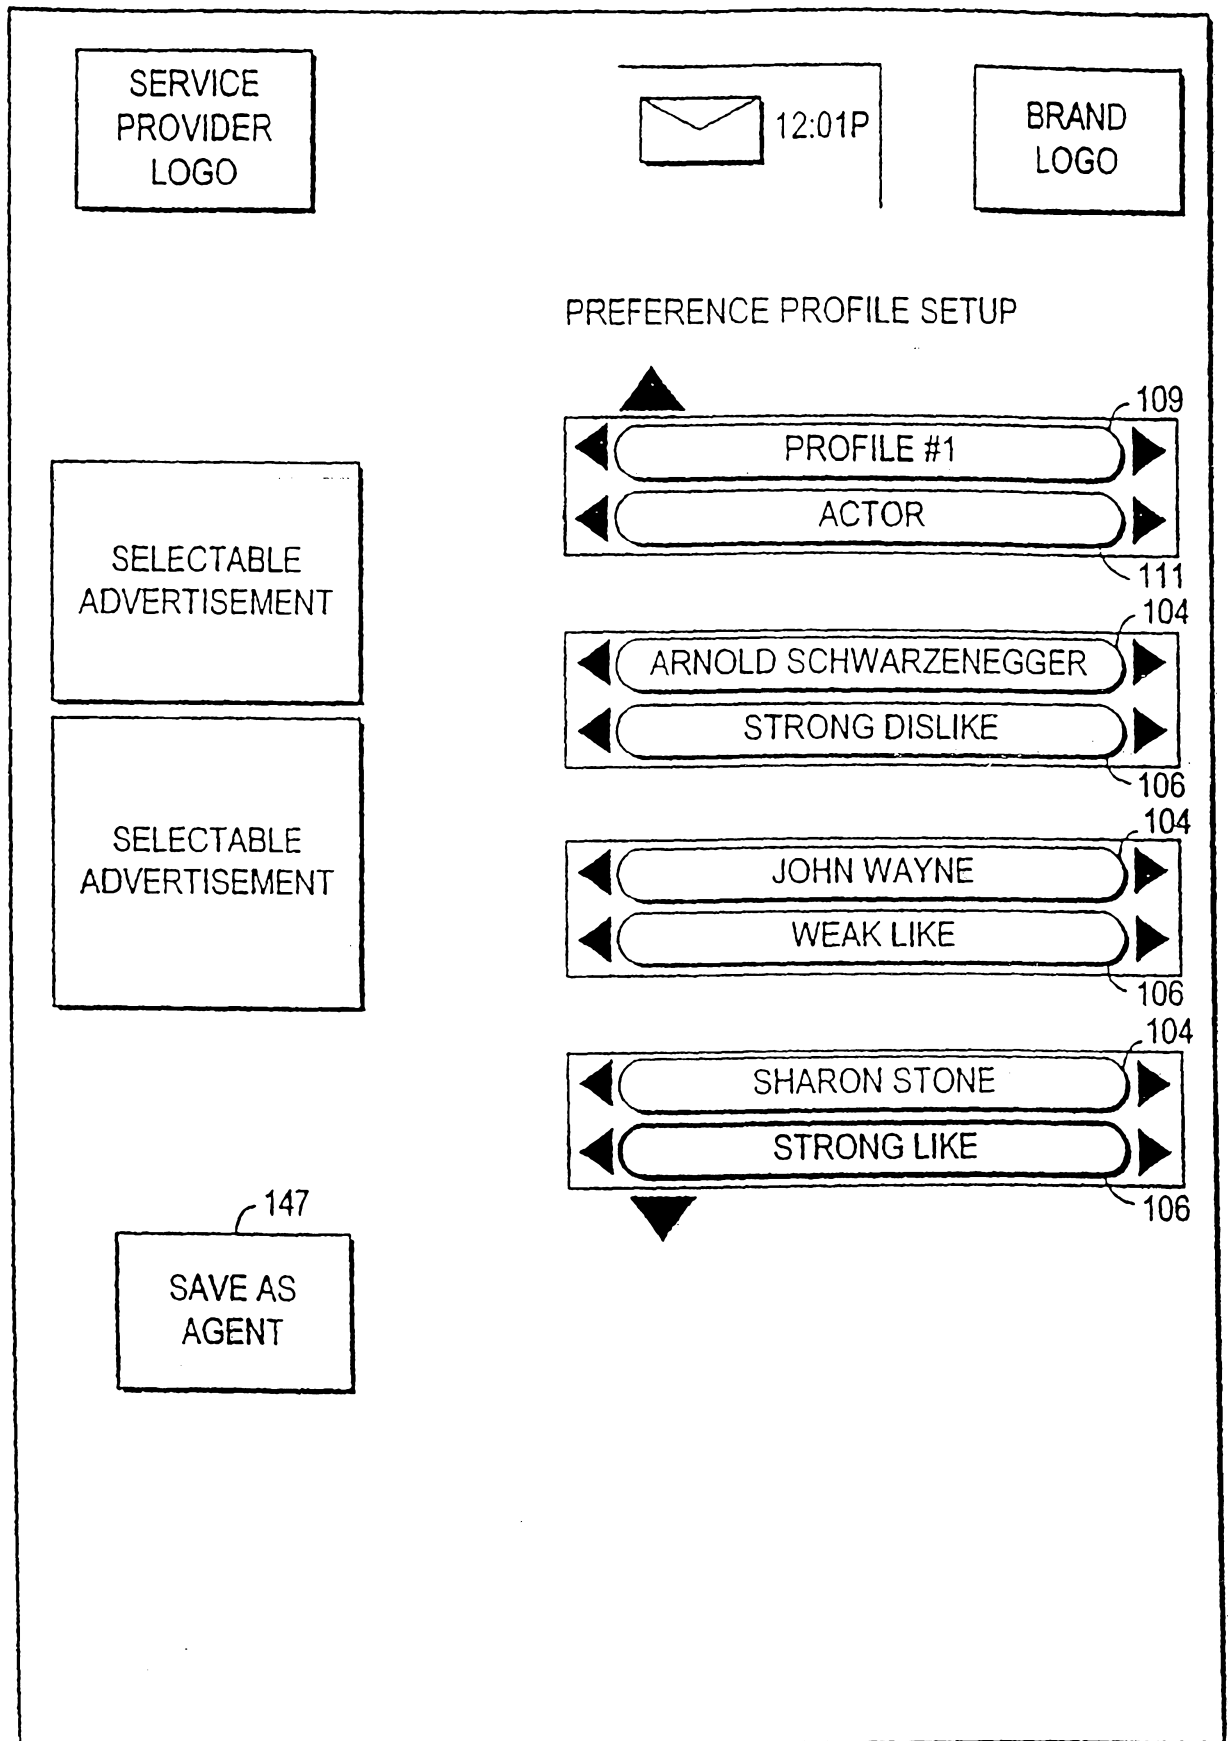 SERVICE
PROVIDER
LOGO
12:01P
BRAND
LOGO
PREFERENCE PROFILE SETUP
109
PROFILE #1
ACTOR
111
SELECTABLE
ADVERTISEMENT
104
ARNOLD SCHWARZENEGGER
STRONG DISLIKE
106
SELECTABLE
ADVERTISEMENT
104
JOHN WAYNE
WEAK LIKE
106
104
SHARON STONE
STRONG LIKE
106
147
SAVE AS
AGENT